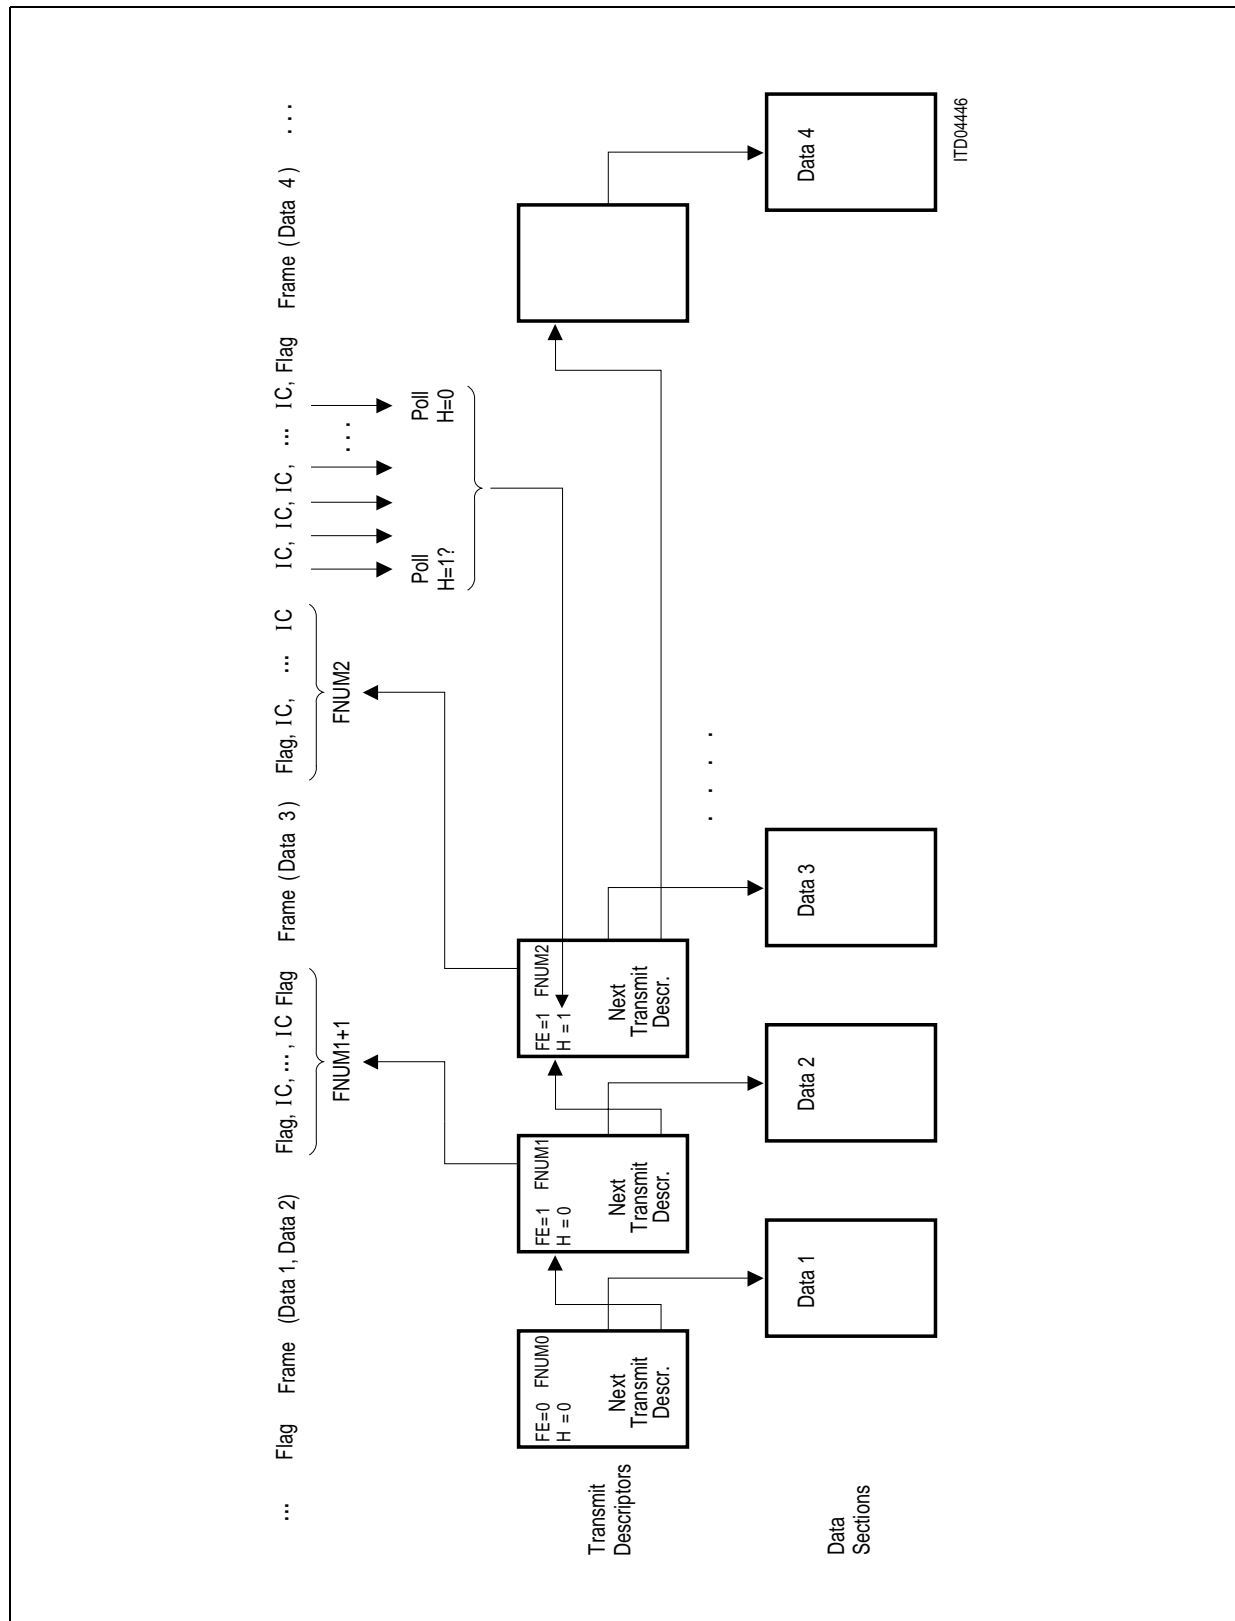 ... Flag Frame (Data 1, Data 2) Flag, IC, ..., IC Flag Frame (Data 3) Flag, IC, ... IC IC, IC, IC, ... IC, Flag Frame (Data 4) ...
FNUM1+1
FNUM2
Poll
H=1?
....
Poll
H=0
Transmit
Descriptors
FE=0 FNUM0
H = 0
Next
Transmit
Descr.
FE=1 FNUM1
H = 0
Next
Transmit
Descr.
FE=1 FNUM2
H = 1
Next
Transmit
Descr.
. . . .
Data
Sections
Data 1
Data 2
Data 3
Data 4
ITD04446